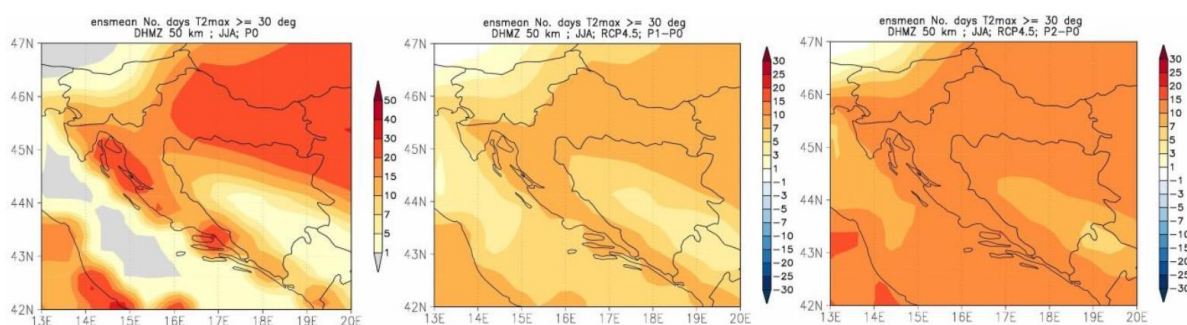 ensmean No. days T2max >= 30 deg
DHMZ 50 km ; JJA; P0
47N
46N
45N
44N
43N
42N
13E 14E 15E 16E 17E 18E 19E 20E
50
40
30
20
15
10
7
5
1
ensmean No. days T2max >= 30 deg
DHMZ 50 km ; JJA; RCP4.5; P1-P0
47N
46N
45N
44N
43N
42N
13E 14E 15E 16E 17E 18E 19E 20E
30
25
20
15
10
7
5
3
1
-1
-3
-5
-7
-10
-15
-20
-25
-30
ensmean No. days T2max >= 30 deg
DHMZ 50 km ; JJA; RCP4.5; P2-P0
47N
46N
45N
44N
43N
42N
13E 14E 15E 16E 17E 18E 19E 20E
30
25
20
15
10
7
5
3
1
-1
-3
-5
-7
-10
-15
-20
-25
-30